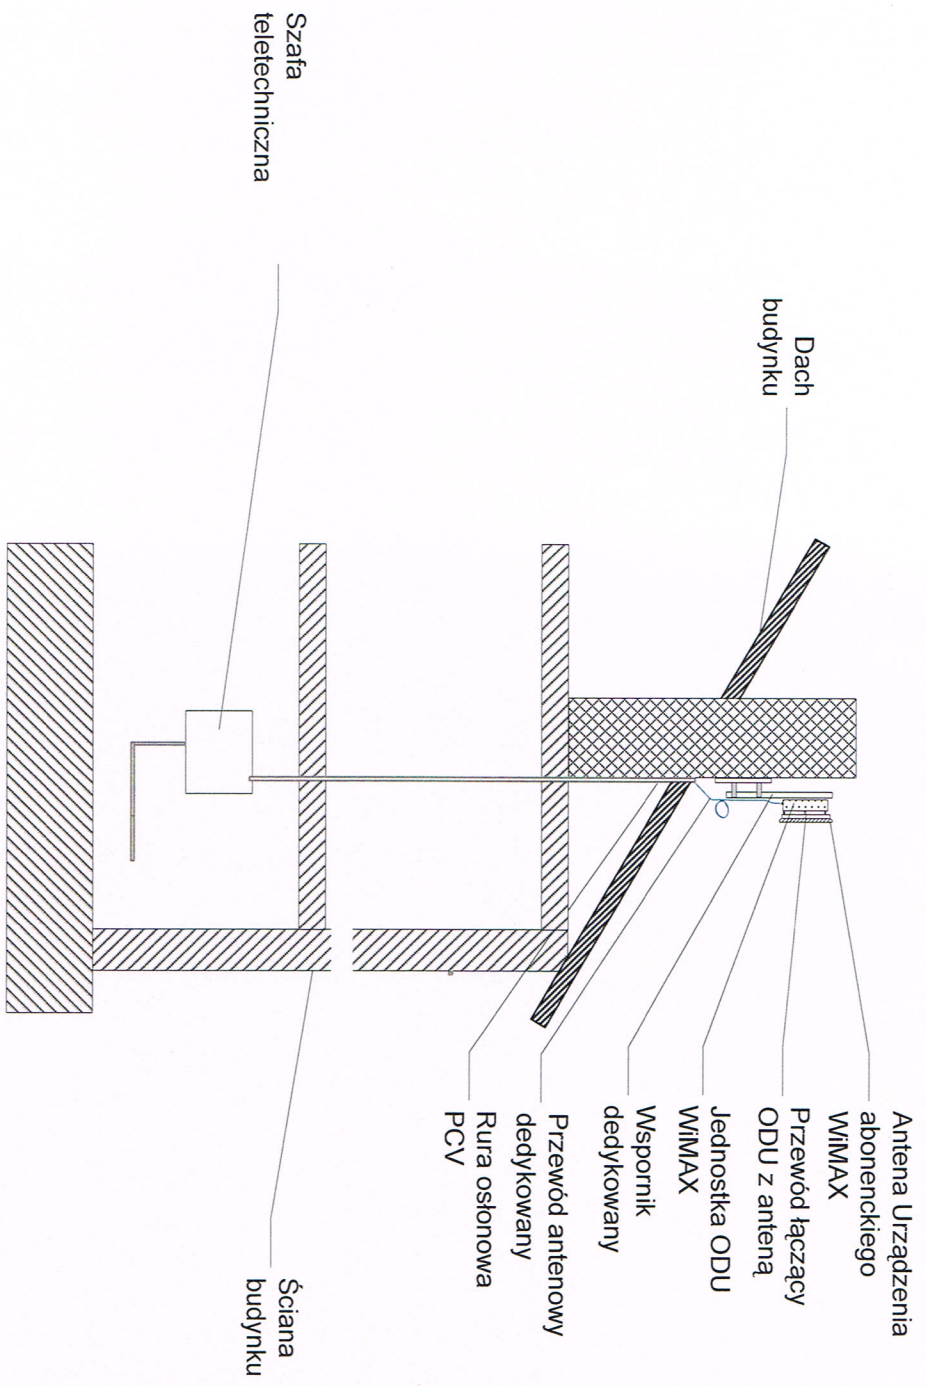 Antena Urządzenia
abonenckiego
WiMAX
Przewód łączący
ODU z anteną
Jednostka ODU
WiMAX
Wspornik
dedykowany
Przewód antenowy
dedykowany
Rura osłonowa
PCV
Dach
budynku
Szafa
teletechniczna
Ściana
budynku